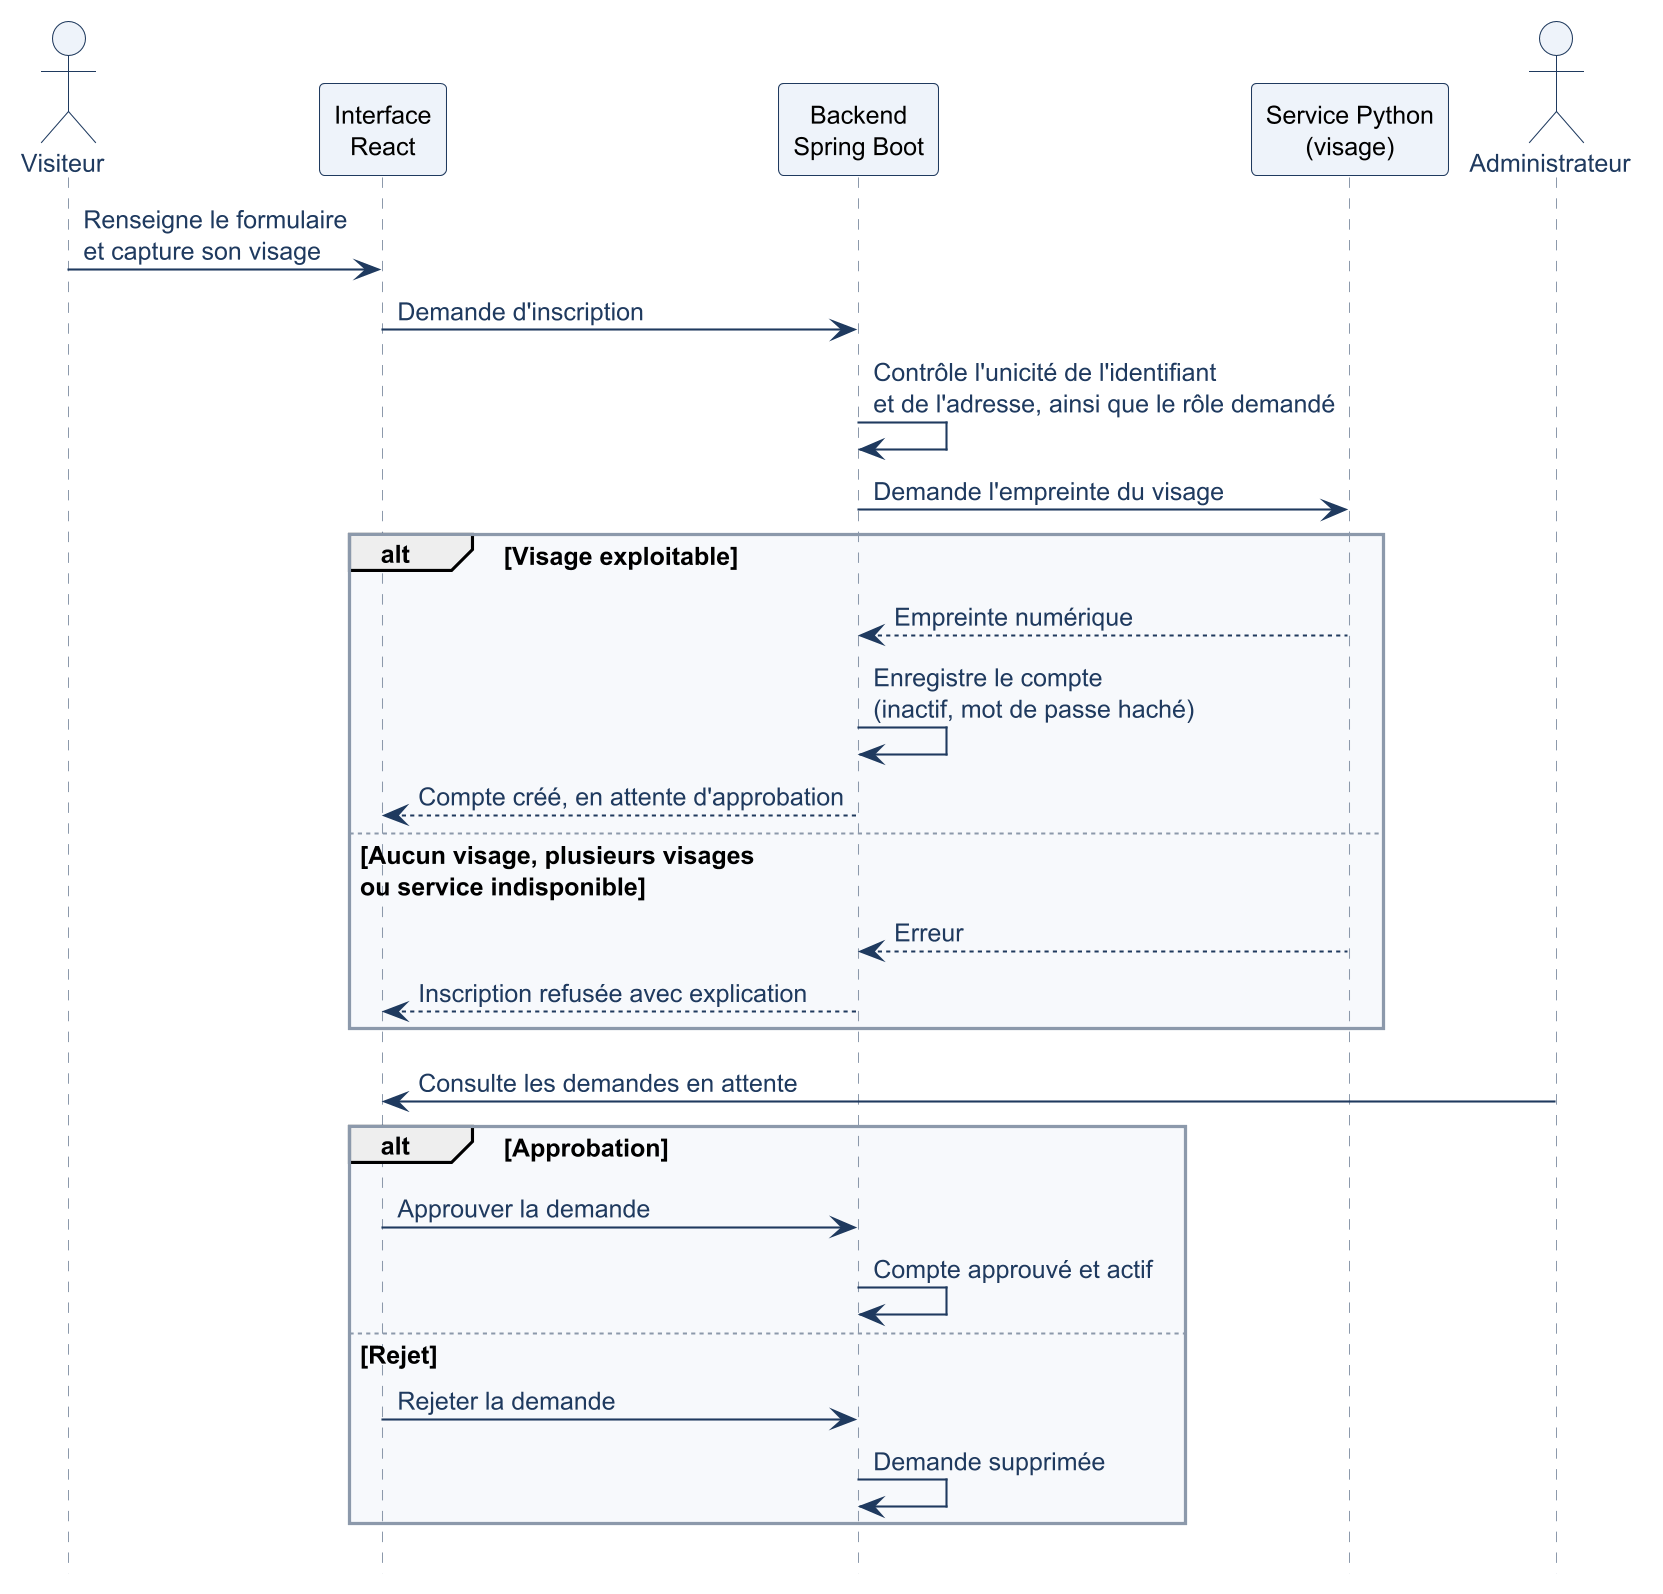 Visiteur
Interface
React
Backend
Spring Boot
Service Python
(visage)
Administrateur
Renseigne le formulaire
et capture son visage
Demande d'inscription
Contrôle l'unicité de l'identifiant
et de l'adresse, ainsi que le rôle demandé
Demande l'empreinte du visage
alt
[Visage exploitable]
Empreinte numérique
Enregistre le compte
(inactif, mot de passe haché)
Compte créé, en attente d'approbation
[Aucun visage, plusieurs visages
ou service indisponible]
Erreur
Inscription refusée avec explication
Consulte les demandes en attente
alt
[Approbation]
Approuver la demande
Compte approuvé et actif
[Rejet]
Rejeter la demande
Demande supprimée